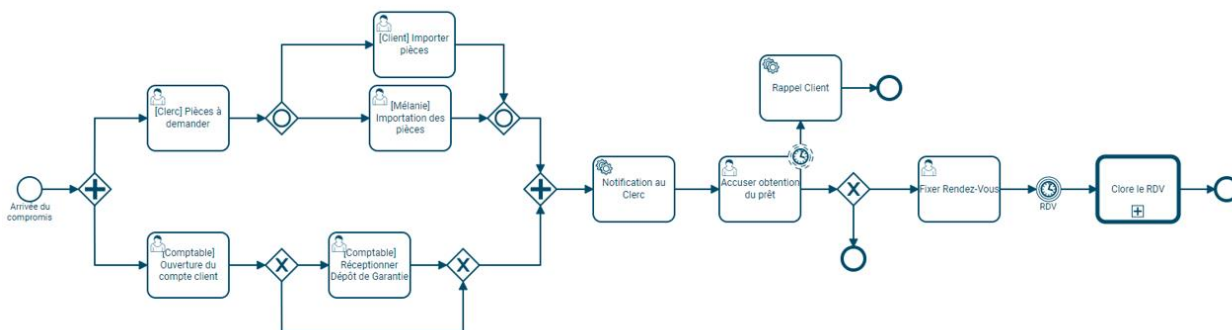 [Client] Importer
pièces
[Clerc] Pièces à
demander
[Mélanie]
Importation des
pièces
Rappel Client
Arrivée du
compromis
Notification au
Clerc
Accuser obtention
du prêt
Fixer Rendez-Vous
RDV
Clore le RDV
[Comptable]
Ouverture du
compte client
[Comptable]
Réceptionner
Dépôt de Garantie